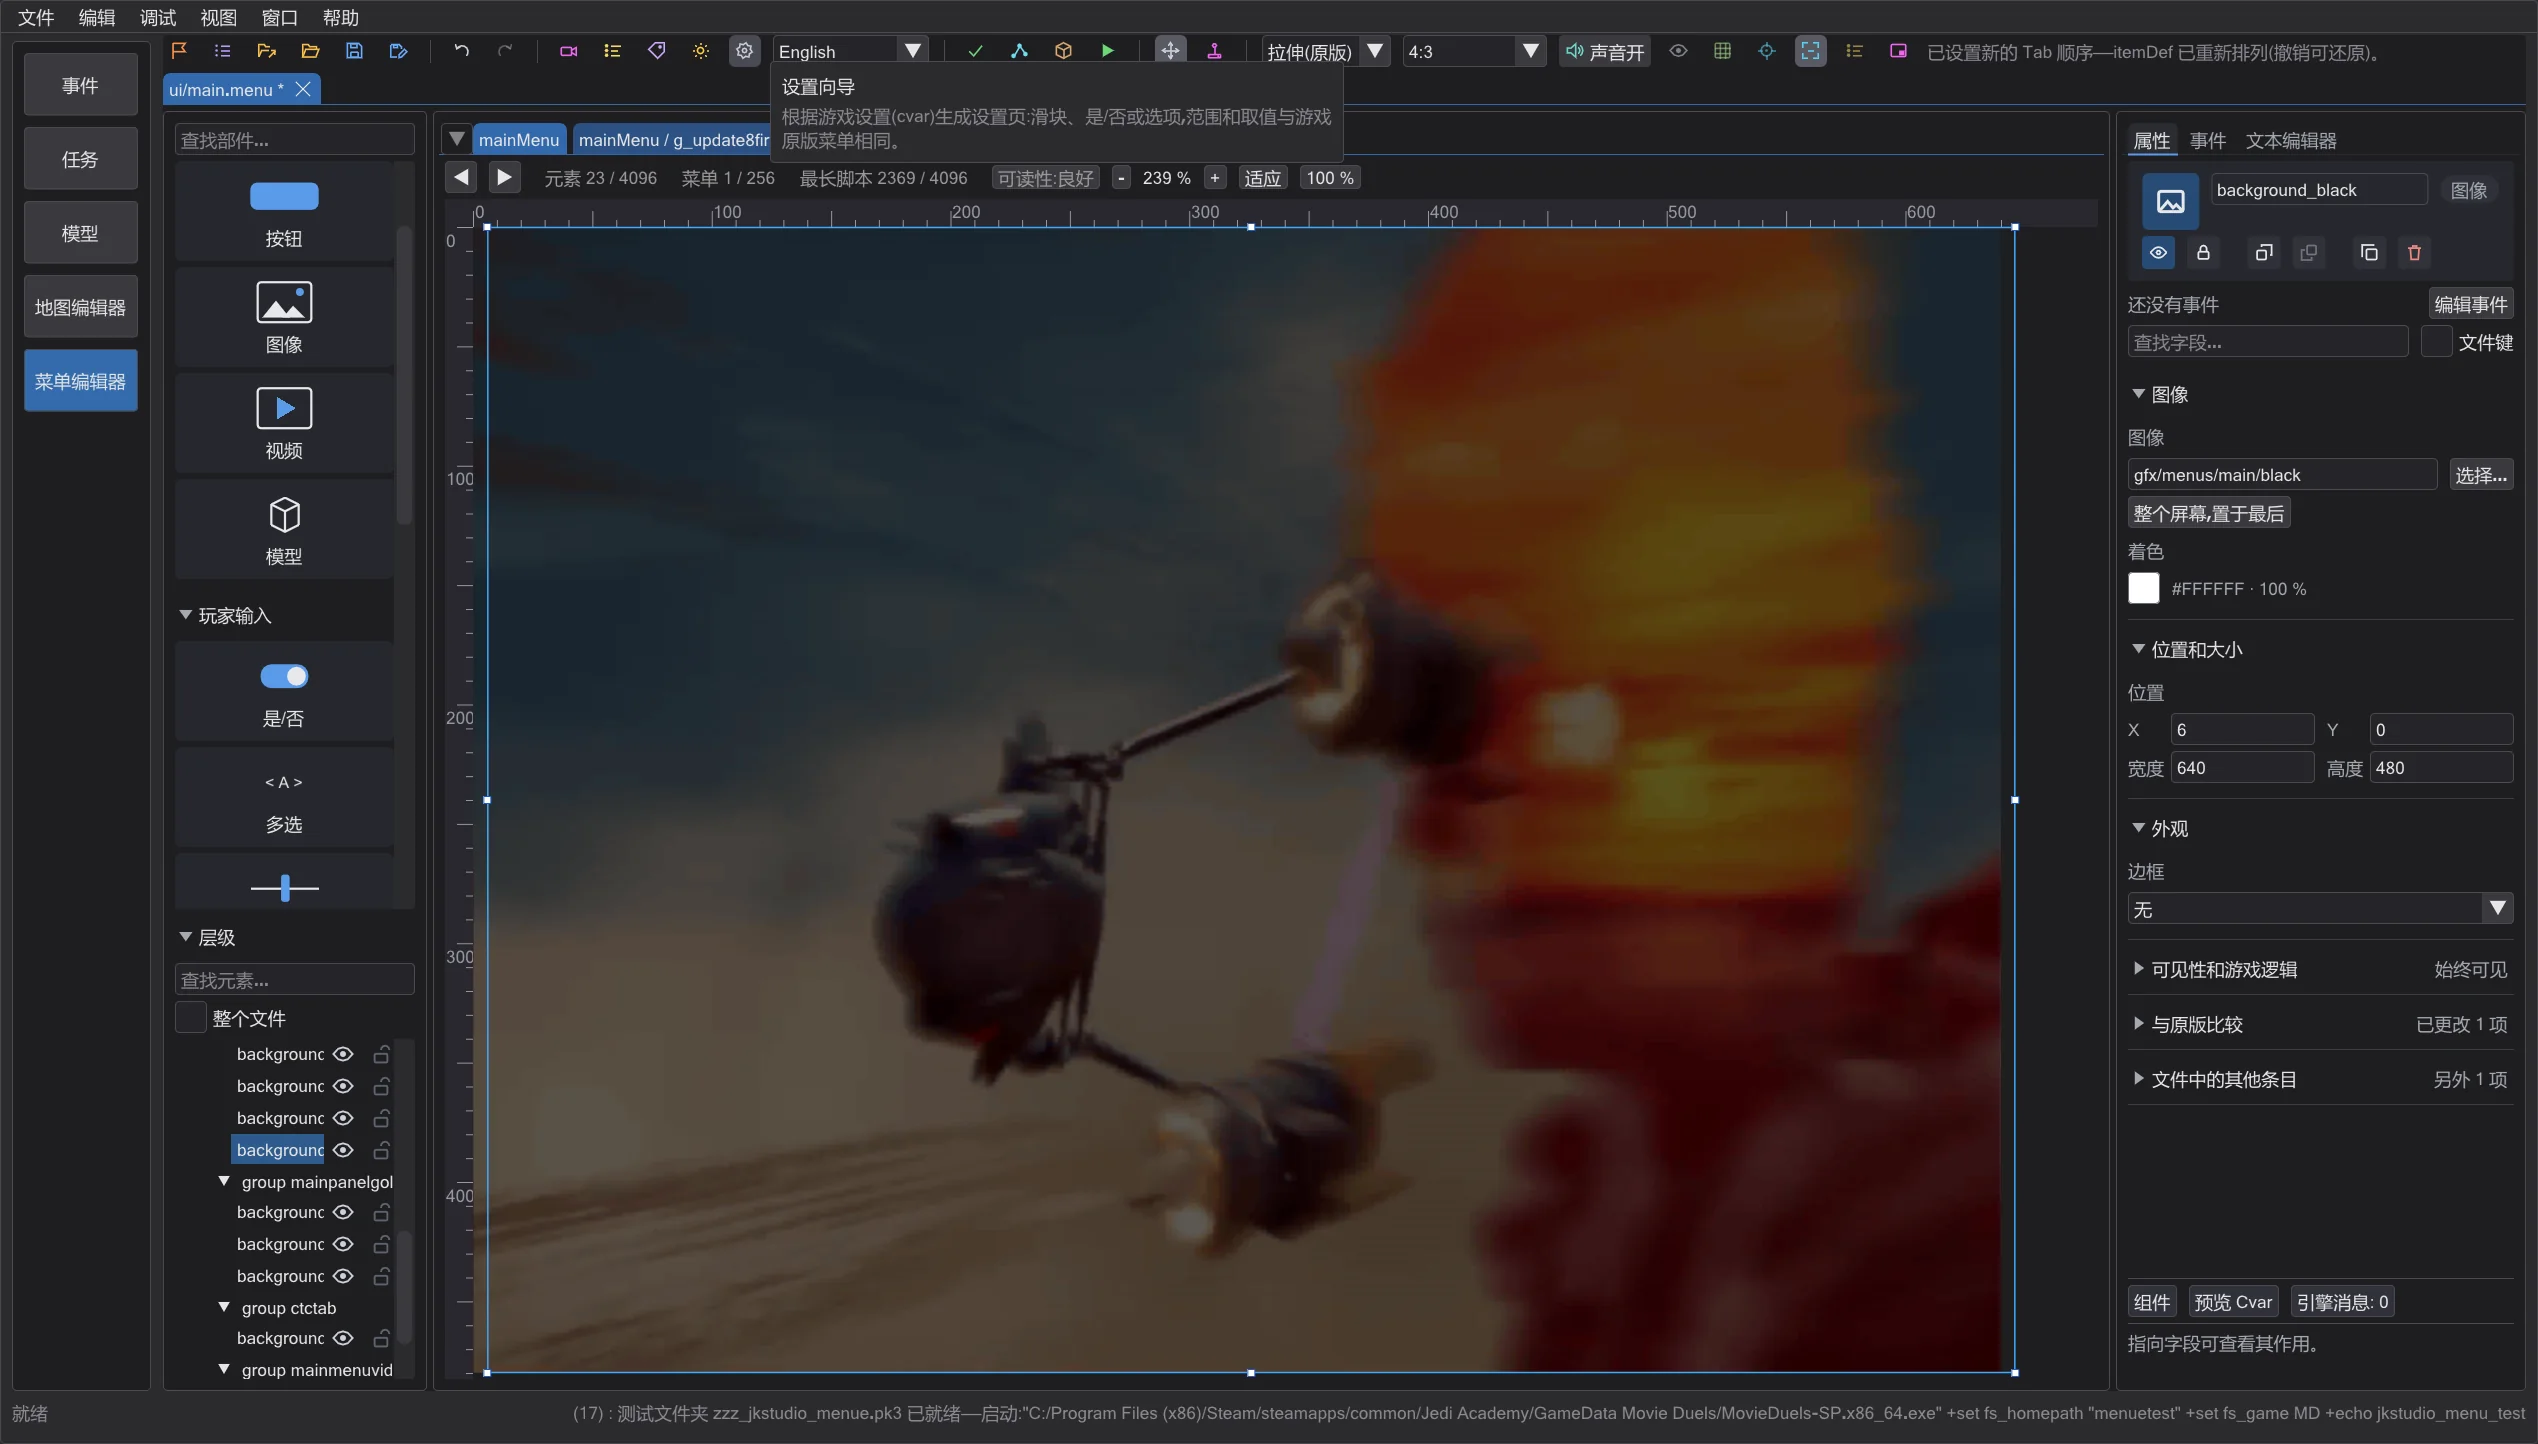 文件 编辑 调试 视图 窗口 帮助
English 拉伸(原版) 4:3 声音开 已设置新的 Tab 顺序—itemDef 已重新排列(撤销可还原)。
ui/main.menu *
设置向导
根据游戏设置(cvar)生成设置页:滑块、是/否或选项,范围和取值与游戏
原版菜单相同。
事件
任务
模型
地图编辑器
菜单编辑器
查找部件...
按钮
图像
视频
模型
玩家输入
是/否
< A >
多选
层级
查找元素...
整个文件
background
background
background
background
group mainpanelgol
background
background
background
group ctctab
background
group mainmenuvid
mainMenu mainMenu / g_update8fir
元素 23 / 4096 菜单 1 / 256 最长脚本 2369 / 4096 可读性:良好 - 239 % + 适应 100 %
0 100 200 300 400 500 600
0
100
200
300
400
属性 事件 文本编辑器
background_black 图像
还没有事件 编辑事件
查找字段... 文件键
图像
图像
gfx/menus/main/black 选择...
整个屏幕,置于最后
着色
#FFFFFF · 100 %
位置和大小
位置
X 6 Y 0
宽度 640 高度 480
外观
边框
无
可见性和游戏逻辑 始终可见
与原版比较 已更改 1 项
文件中的其他条目 另外 1 项
组件 预览 Cvar 引擎消息: 0
指向字段可查看其作用。
就绪 (17) : 测试文件夹 zzz_jkstudio_menue.pk3 已就绪—启动:"C:/Program Files (x86)/Steam/steamapps/common/Jedi Academy/GameData Movie Duels/MovieDuels-SP.x86_64.exe" +set fs_homepath "menuetest" +set fs_game MD +echo jkstudio_menu_test